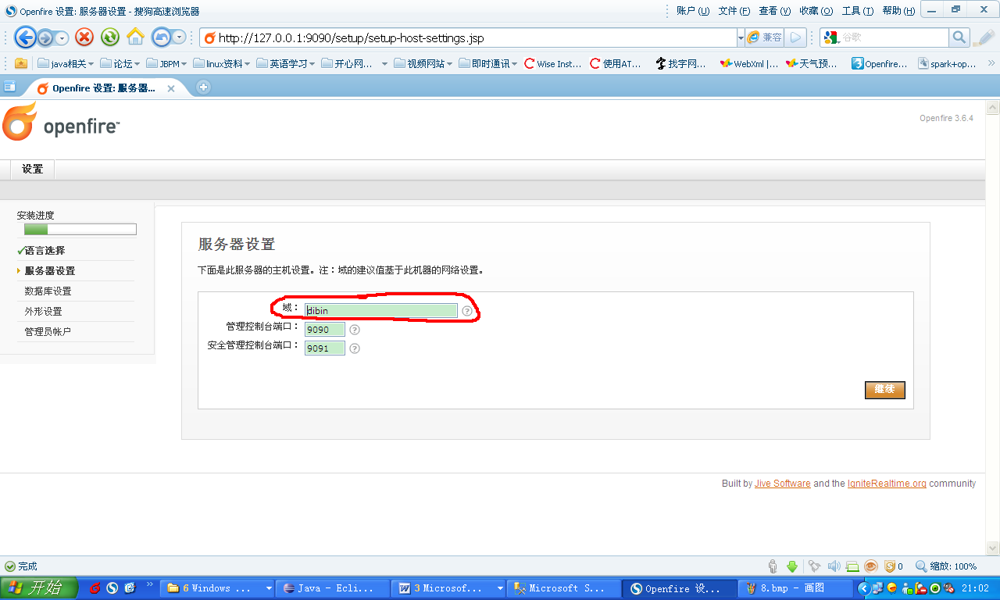 Openfire 设置: 服务器设置 - 搜狗高速浏览器
账户(U) 文件(F) 查看(V) 收藏(O) 工具(T) 帮助(H)
http://127.0.0.1:9090/setup/setup-host-settings.jsp 兼容 谷歌
java相关 论坛 JBPM linux资料 英语学习 开心网... 视频网站 即时通讯 Wise Inst... 使用AT... 找字网... WebXml |... 天气预... Openfire... spark+op...
Openfire 设置: 服务器...
openfire™
Openfire 3.6.4
设置
安装进度
语言选择
服务器设置
数据库设置
外形设置
管理员帐户
服务器设置
下面是此服务器的主机设置。注：域的建议值基于此机器的网络设置。
域： dibin
管理控制台端口： 9090
安全管理控制台端口： 9091
继续
Built by Jive Software and the IgniteRealtime.org community
完成 0 缩放: 100%
开始 6 Windows ... Java - Ecli... 3 Microsof... Microsoft S... Openfire 设... 8.bmp - 画图 21:02